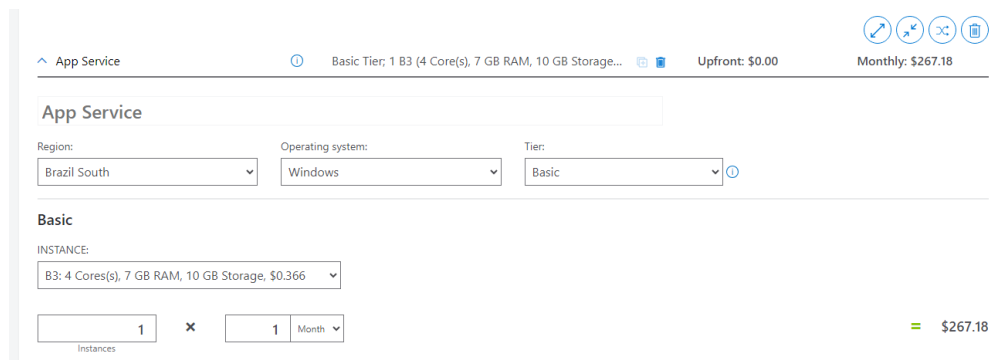 App Service Basic Tier; 1 B3 (4 Core(s), 7 GB RAM, 10 GB Storage... Upfront: $0.00 Monthly: $267.18
App Service
Region: Operating system: Tier:
Brazil South Windows Basic
Basic
INSTANCE:
B3: 4 Cores(s), 7 GB RAM, 10 GB Storage, $0.366
1 × 1 Month = $267.18
Instances